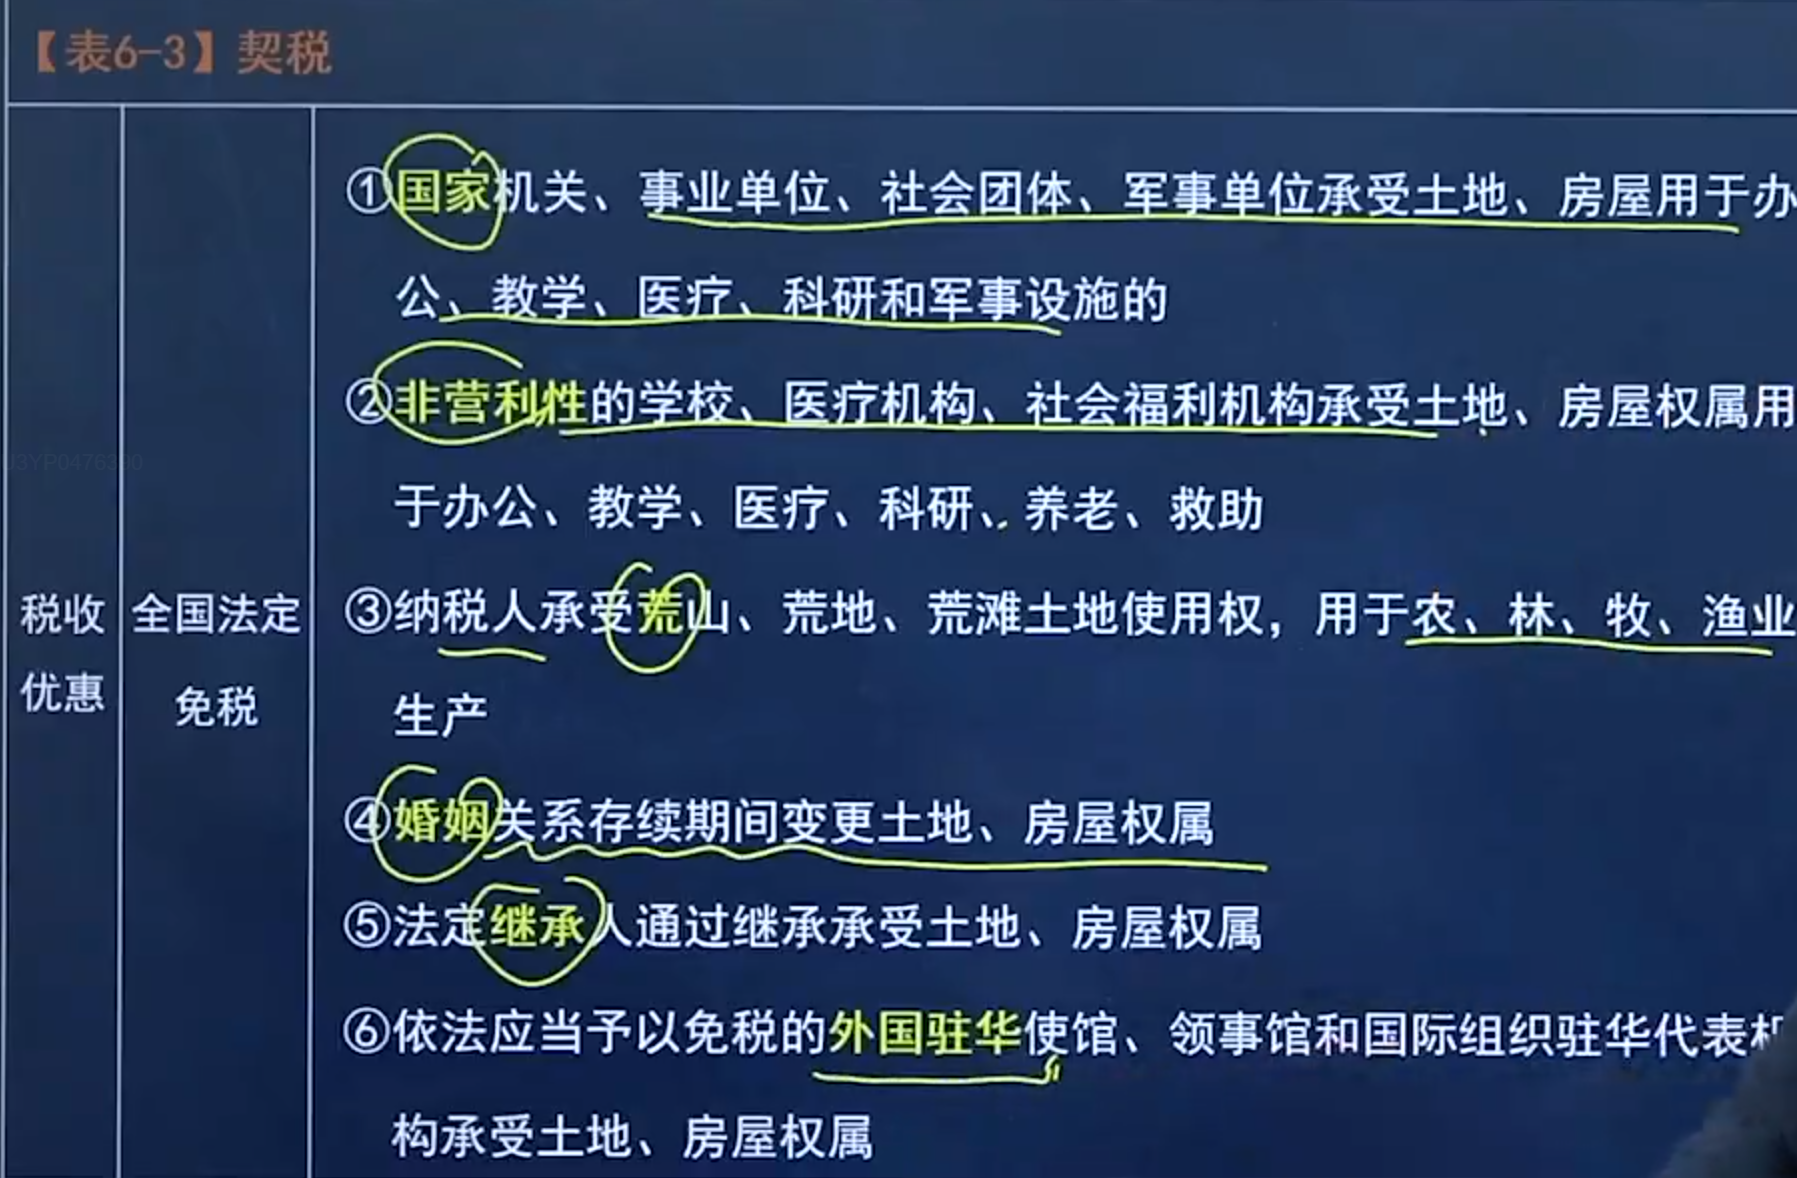 【表6-3】契税
①国家机关、事业单位、社会团体、军事单位承受土地、房屋用于办
公、教学、医疗、科研和军事设施的
②非营利性的学校、医疗机构、社会福利机构承受土地、房屋权属用
于办公、教学、医疗、科研、养老、救助
税收
优惠
全国法定
免税
③纳税人承受荒山、荒地、荒滩土地使用权，用于农、林、牧、渔业
生产
④婚姻关系存续期间变更土地、房屋权属
⑤法定继承人通过继承承受土地、房屋权属
⑥依法应当予以免税的外国驻华使馆、领事馆和国际组织驻华代表机
构承受土地、房屋权属